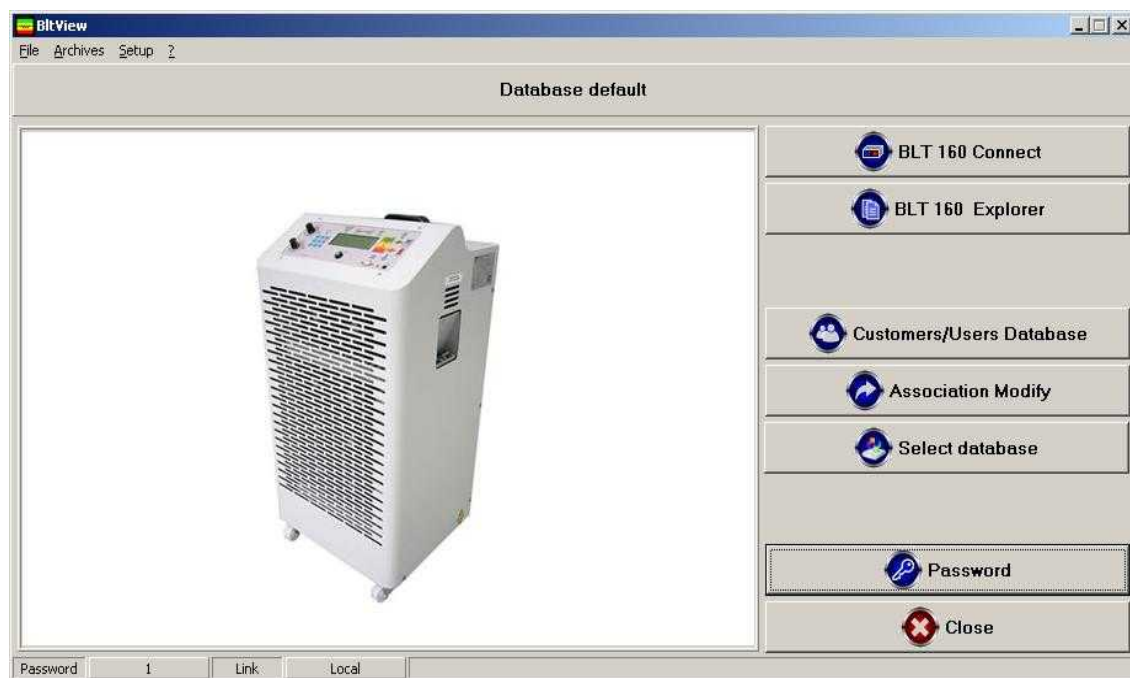 BltView
File Archives Setup ?
Database default
BLT 160 Connect
BLT 160 Explorer
Customers/Users Database
Association Modify
Select database
Password
Close
Password 1 Link Local